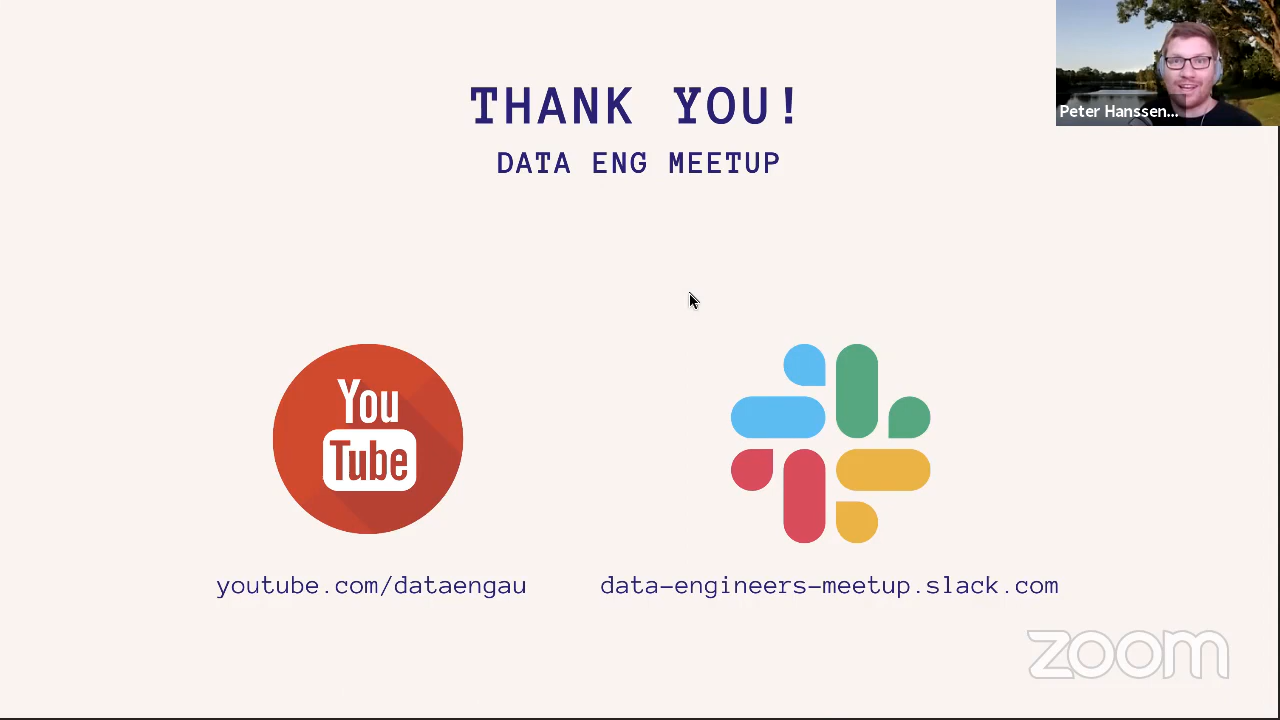 THANK YOU!
DATA ENG MEETUP
Peter Hanssen...
You
Tube
youtube.com/dataengau
data-engineers-meetup.slack.com
zoom